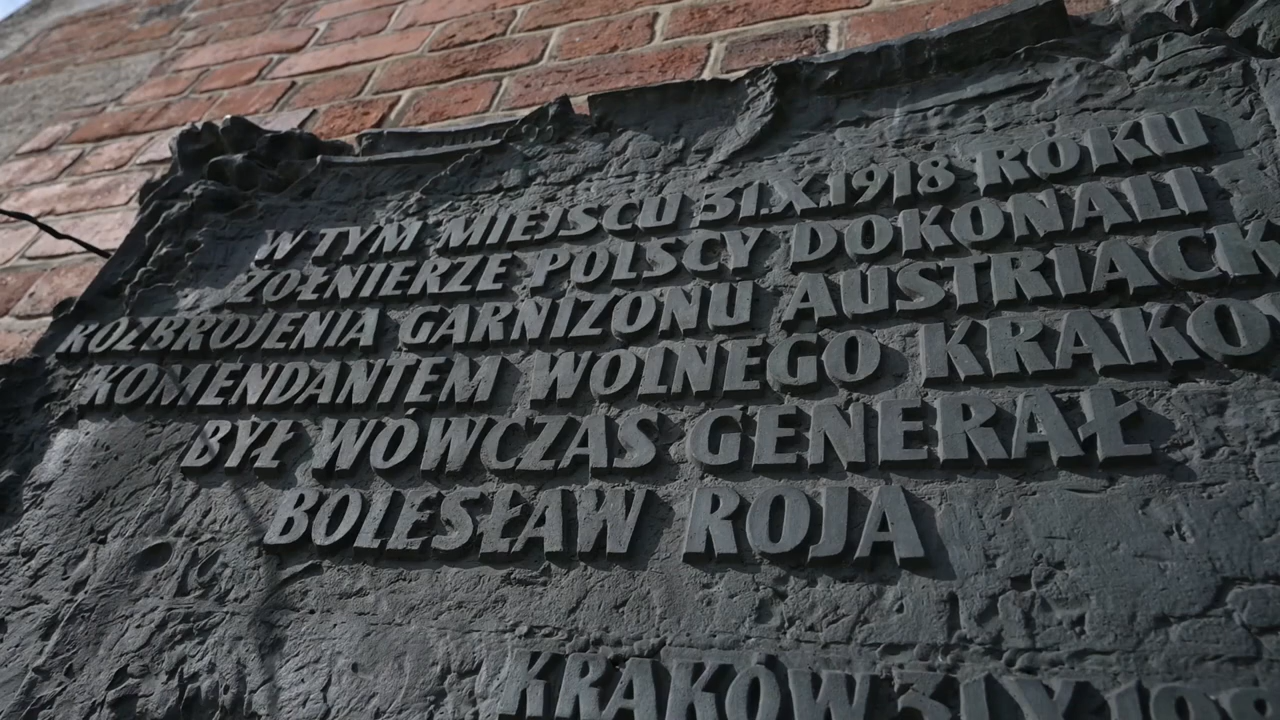 W TYM MIEJSCU 31.X.1918 ROKU
ŻOŁNIERZE POLSCY DOKONALI
ROZBROJENIA GARNIZONU AUSTRIACK
KOMENDANTEM WOLNEGO KRAKO
BYŁ WÓWCZAS GENERAŁ
BOLESŁAW ROJA
KRAKÓW 31.X.